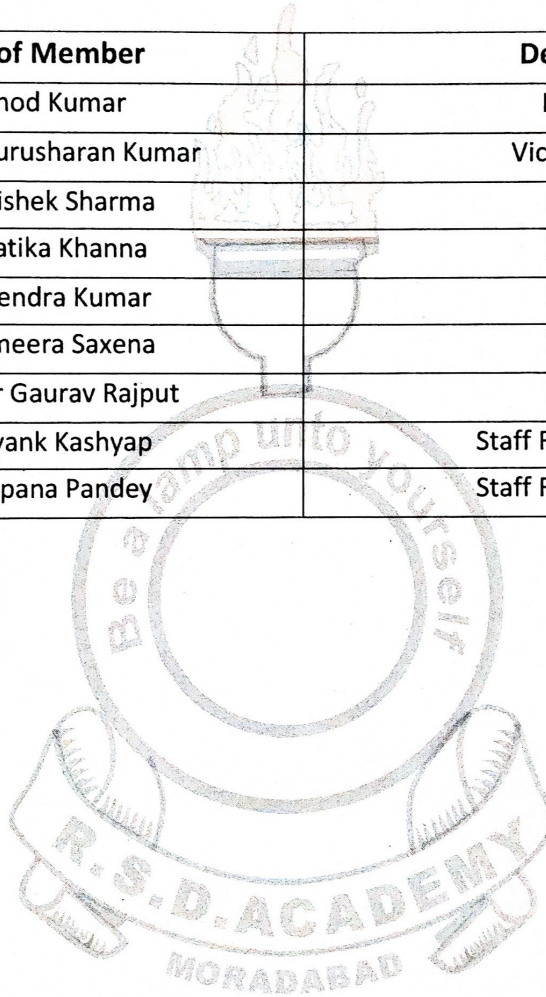 of Member De
nod Kumar
urusharan Kumar Vic
ishek Sharma
atika Khanna
endra Kumar
meera Saxena
r Gaurav Rajput
yank Kashyap Staff R
pana Pandey Staff R
Be a lamp unto yourself
R.S.D.ACADEMY
MORADABAD